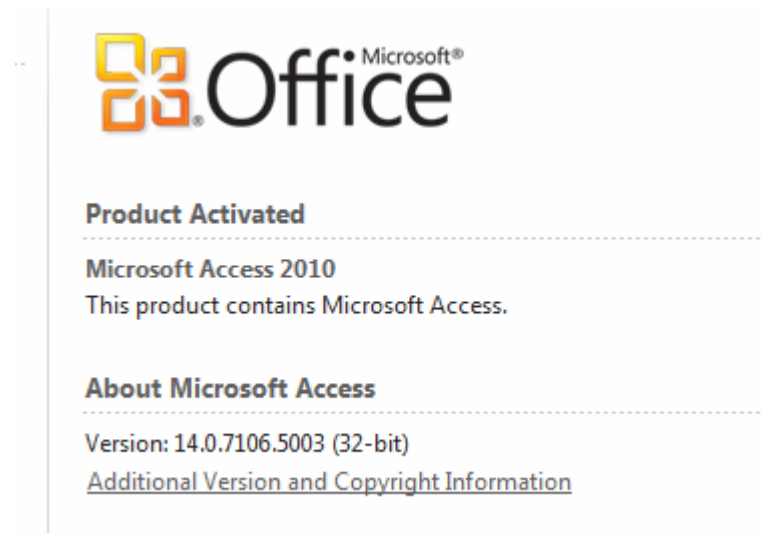 Microsoft®
Office
Product Activated
Microsoft Access 2010
This product contains Microsoft Access.
About Microsoft Access
Version: 14.0.7106.5003 (32-bit)
Additional Version and Copyright Information